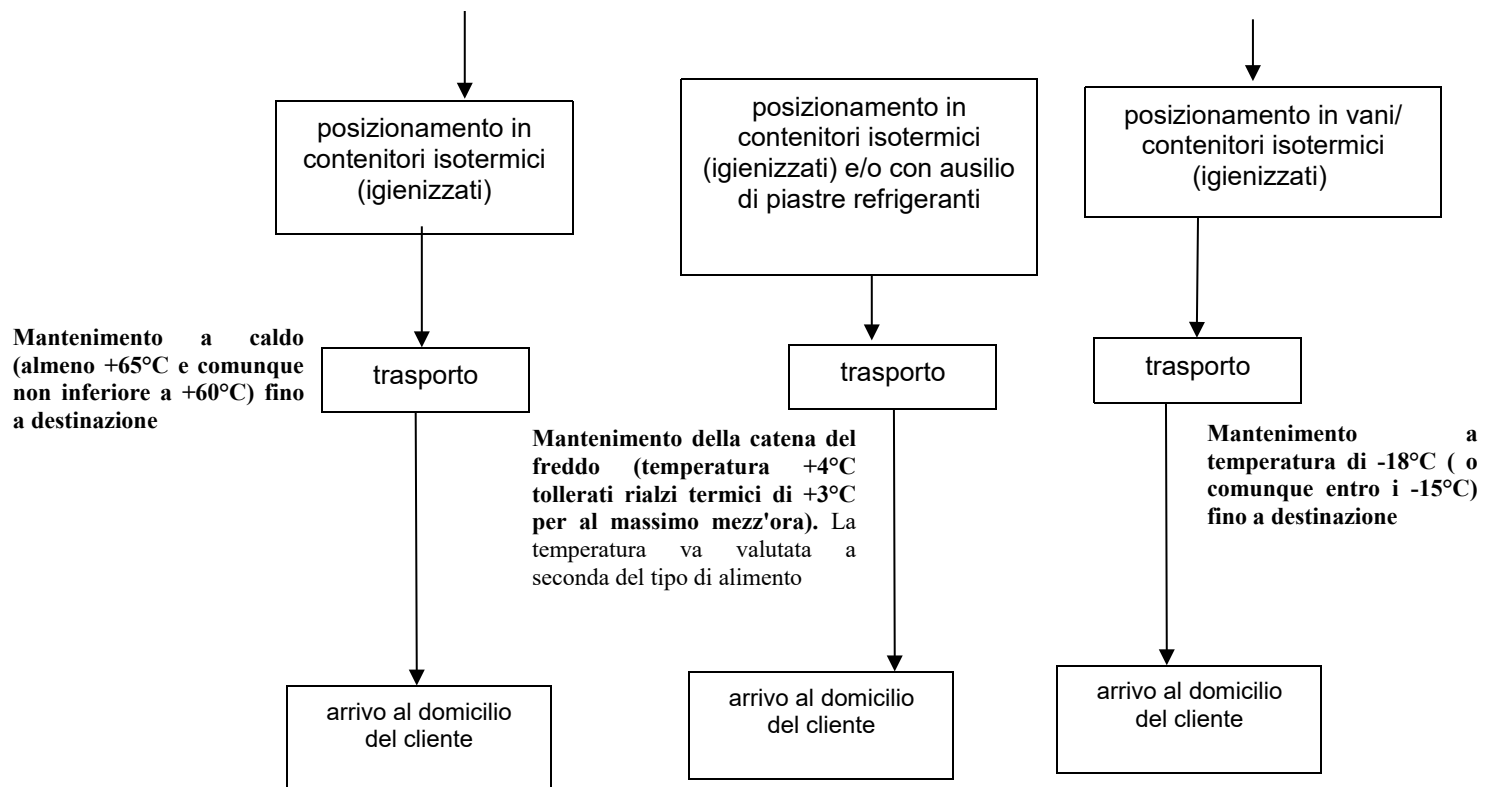 posizionamento in
contenitori isotermici
(igienizzati)
posizionamento in
contenitori isotermici
(igienizzati) e/o con ausilio
di piastre refrigeranti
posizionamento in vani/
contenitori isotermici
(igienizzati)
Mantenimento a caldo
(almeno +65°C e comunque
non inferiore a +60°C) fino
a destinazione
trasporto
trasporto
trasporto
Mantenimento della catena del
freddo (temperatura +4°C
tollerati rialzi termici di +3°C
per al massimo mezz'ora). La
temperatura va valutata a
seconda del tipo di alimento
Mantenimento a
temperatura di -18°C ( o
comunque entro i -15°C)
fino a destinazione
arrivo al domicilio
del cliente
arrivo al domicilio
del cliente
arrivo al domicilio
del cliente